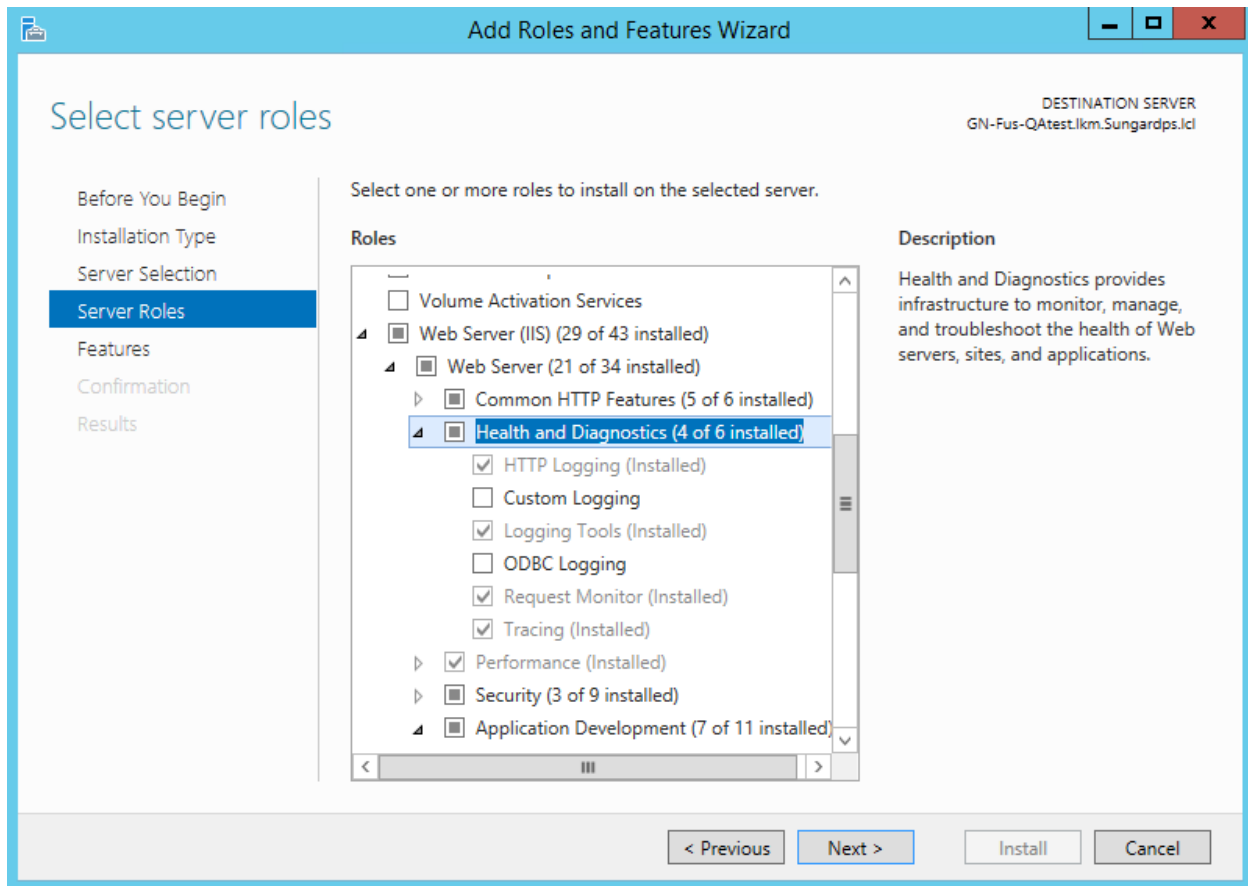 Add Roles and Features Wizard
Select server roles
DESTINATION SERVER
GN-Fus-QAtest.lkm.Sungardps.lcl
Before You Begin
Installation Type
Server Selection
Server Roles
Features
Confirmation
Results
Select one or more roles to install on the selected server.
Roles
Volume Activation Services
Web Server (IIS) (29 of 43 installed)
Web Server (21 of 34 installed)
Common HTTP Features (5 of 6 installed)
Health and Diagnostics (4 of 6 installed)
HTTP Logging (Installed)
Custom Logging
Logging Tools (Installed)
ODBC Logging
Request Monitor (Installed)
Tracing (Installed)
Performance (Installed)
Security (3 of 9 installed)
Application Development (7 of 11 installed)
Description
Health and Diagnostics provides
infrastructure to monitor, manage,
and troubleshoot the health of Web
servers, sites, and applications.
< Previous
Next >
Install
Cancel